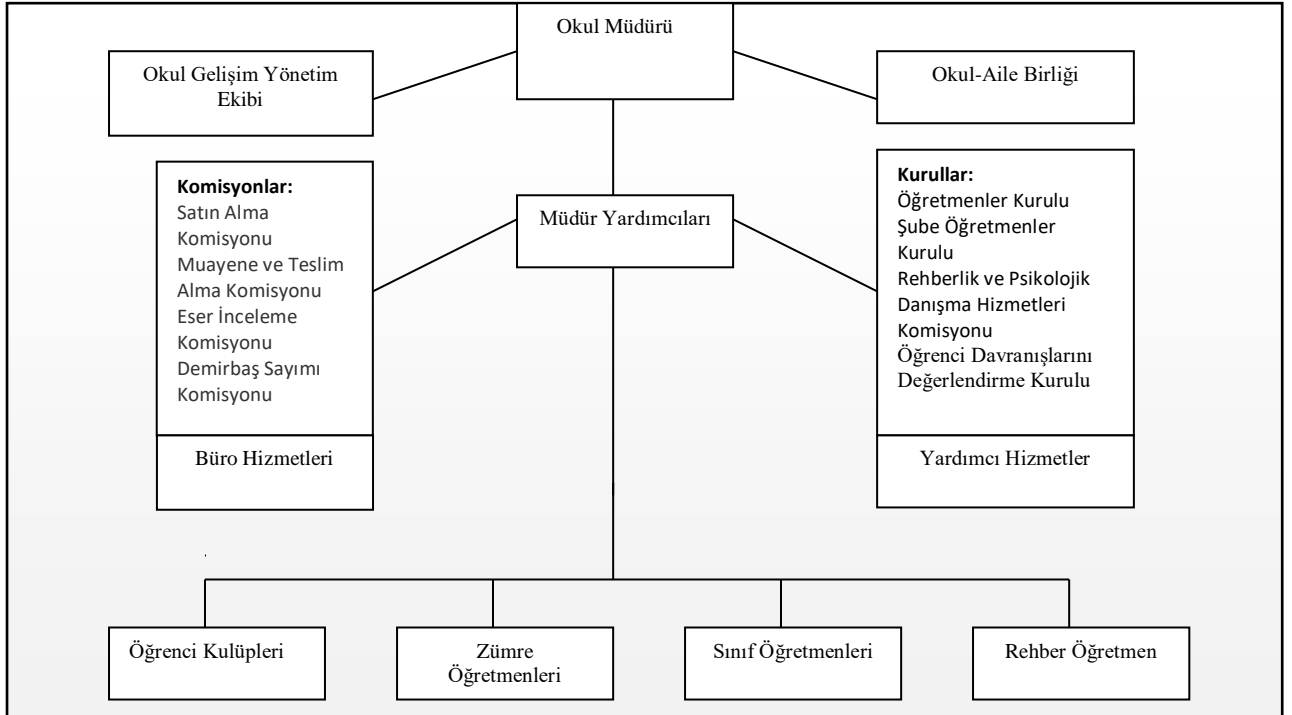 Okul Müdürü
Okul Gelişim Yönetim
Ekibi
Okul-Aile Birliği
Komisyonlar:
Satın Alma
Komisyonu
Muayene ve Teslim
Alma Komisyonu
Eser İnceleme
Komisyonu
Demirbaş Sayımı
Komisyonu
Müdür Yardımcıları
Kurullar:
Öğretmenler Kurulu
Şube Öğretmenler
Kurulu
Rehberlik ve Psikolojik
Danışma Hizmetleri
Komisyonu
Öğrenci Davranışlarını
Değerlendirme Kurulu
Büro Hizmetleri
Yardımcı Hizmetler
Öğrenci Kulüpleri
Zümre
Öğretmenleri
Sınıf Öğretmenleri
Rehber Öğretmen